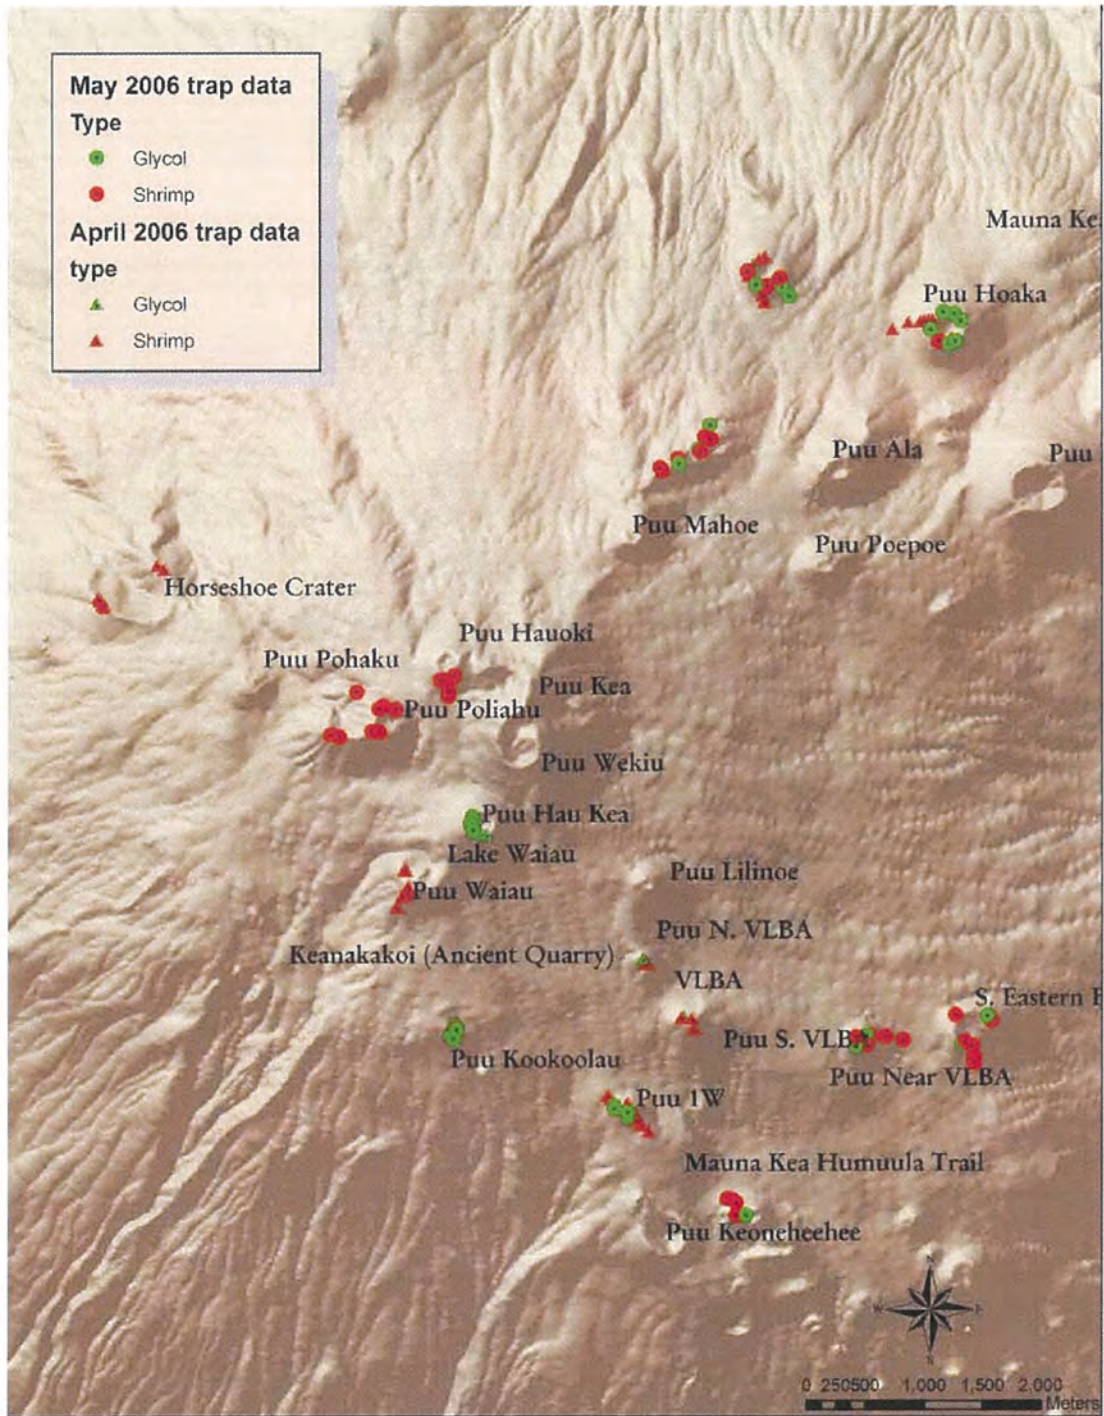 May 2006 trap data
Type
Glycol
Shrimp
April 2006 trap data
type
Glycol
Shrimp
Mauna Ke
Puu Hoaka
Puu Ala
Puu
Puu Mahoe
Puu Poepoe
Horseshoe Crater
Puu Hauoki
Puu Pohaku
Puu Kea
Puu Poliahu
Puu Wekiu
Puu Hau Kea
Lake Waiau
Puu Lilinoe
Puu Waiau
Puu N. VLBA
Keanakakoi (Ancient Quarry)
VLBA
S. Eastern
Puu S. VLBA
Puu Kookoolau
Puu Near VLBA
Puu 1W
Mauna Kea Humuula Trail
Puu Keoneheehee
N
W E
S
0 250500 1,000 1,500 2,000
Meters